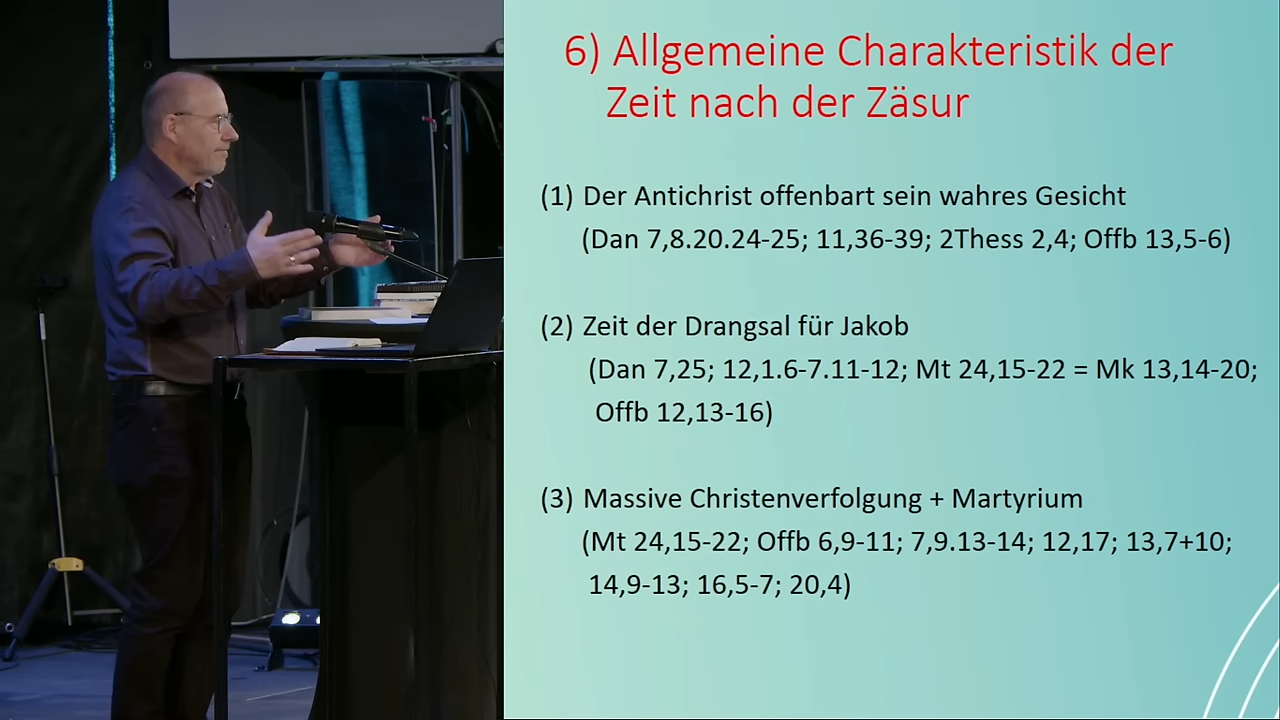 6) Allgemeine Charakteristik der
Zeit nach der Zäsur
(1) Der Antichrist offenbart sein wahres Gesicht
(Dan 7,8.20.24-25; 11,36-39; 2Thess 2,4; Offb 13,5-6)
(2) Zeit der Drangsal für Jakob
(Dan 7,25; 12,1.6-7.11-12; Mt 24,15-22 = Mk 13,14-20;
Offb 12,13-16)
(3) Massive Christenverfolgung + Martyrium
(Mt 24,15-22; Offb 6,9-11; 7,9.13-14; 12,17; 13,7+10;
14,9-13; 16,5-7; 20,4)